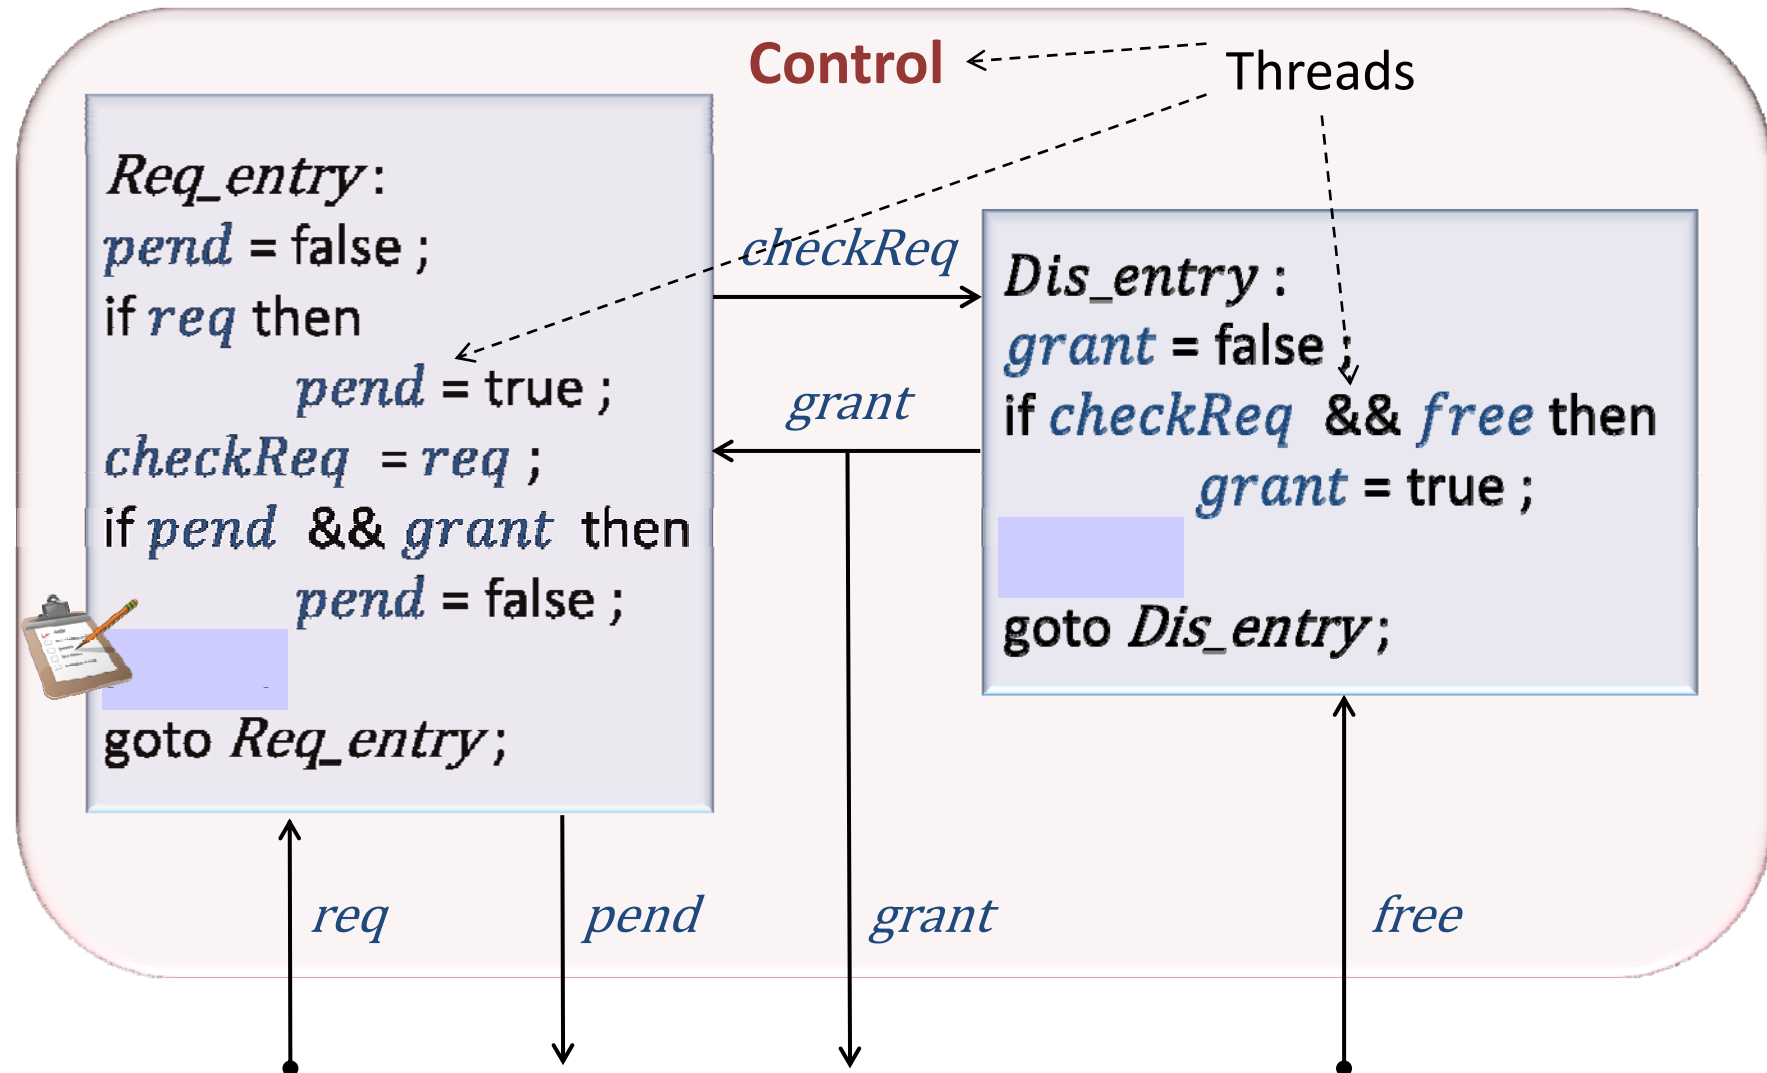 Control
Threads
Req_entry:
pend = false ;
if req then
pend = true ;
checkReq = req ;
if pend && grant then
pend = false ;
goto Req_entry;
checkReq
grant
Dis_entry :
grant = false ;
if checkReq && free then
grant = true ;
goto Dis_entry;
req
pend
grant
free